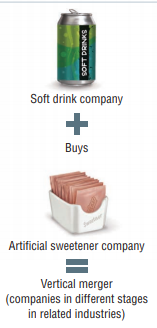 SOFT DRINKS
Soft drink company
Buys
Artificial sweetener company
Vertical merger
(companies in different stages
in related industries)